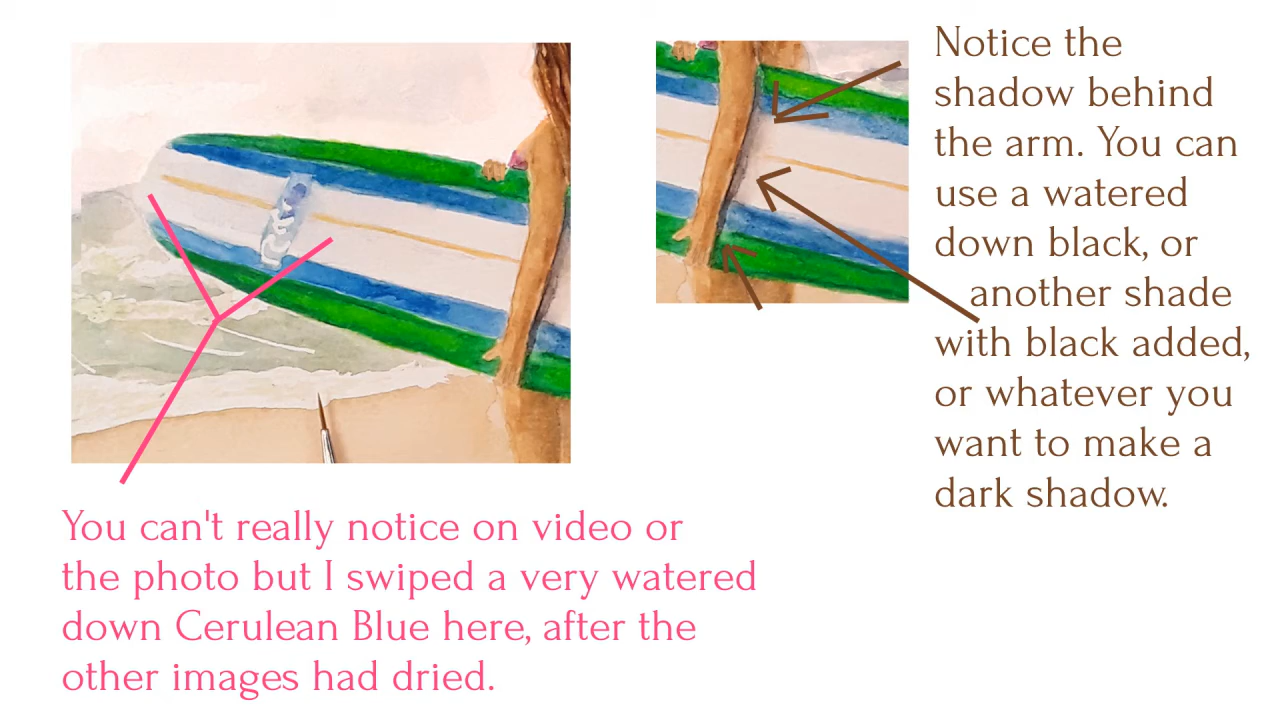 Notice the
shadow behind
the arm. You can
use a watered
down black, or
another shade
with black added,
or whatever you
want to make a
dark shadow.
You can't really notice on video or
the photo but I swiped a very watered
down Cerulean Blue here, after the
other images had dried.